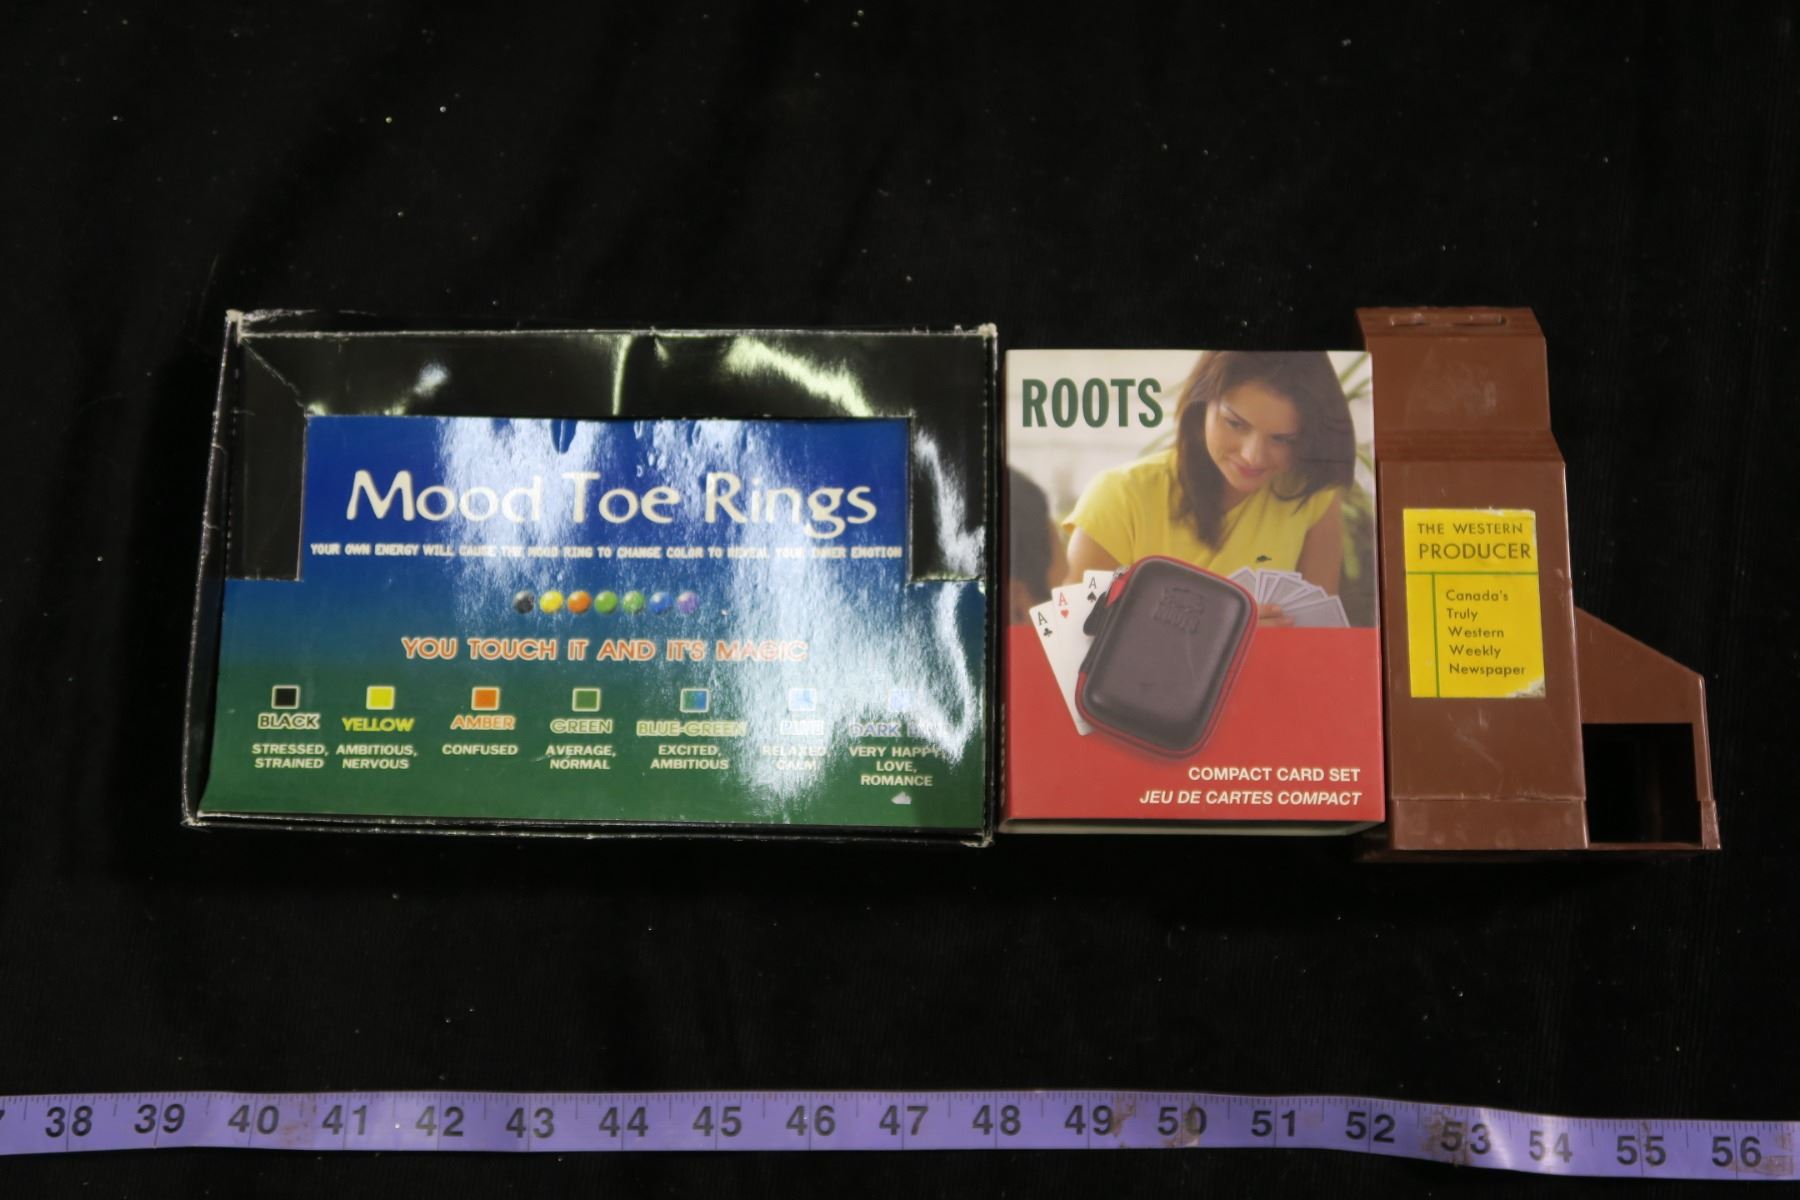 Mood Toe Rings
YOUR OWN ENERGY WILL CAUSE THE MOOD RING TO CHANGE COLOR TO REVEAL YOUR INNER EMOTION
YOU TOUCH IT AND IT'S MAGIC
BLACK
STRESSED,
STRAINED
YELLOW
AMBITIOUS,
NERVOUS
AMBER
CONFUSED
GREEN
AVERAGE,
NORMAL
BLUE-GREEN
EXCITED,
AMBITIOUS
BLUE
RELAXED,
CALM
DARK
VERY HAPPY,
LOVE,
ROMANCE
ROOTS
A
A
A
COMPACT CARD SET
JEU DE CARTES COMPACT
THE WESTERN
PRODUCER
Canada's
Truly
Western
Weekly
Newspaper
38 39 40 41 42 43 44 45 46 47 48 49 50 51 52 53 54 55 56